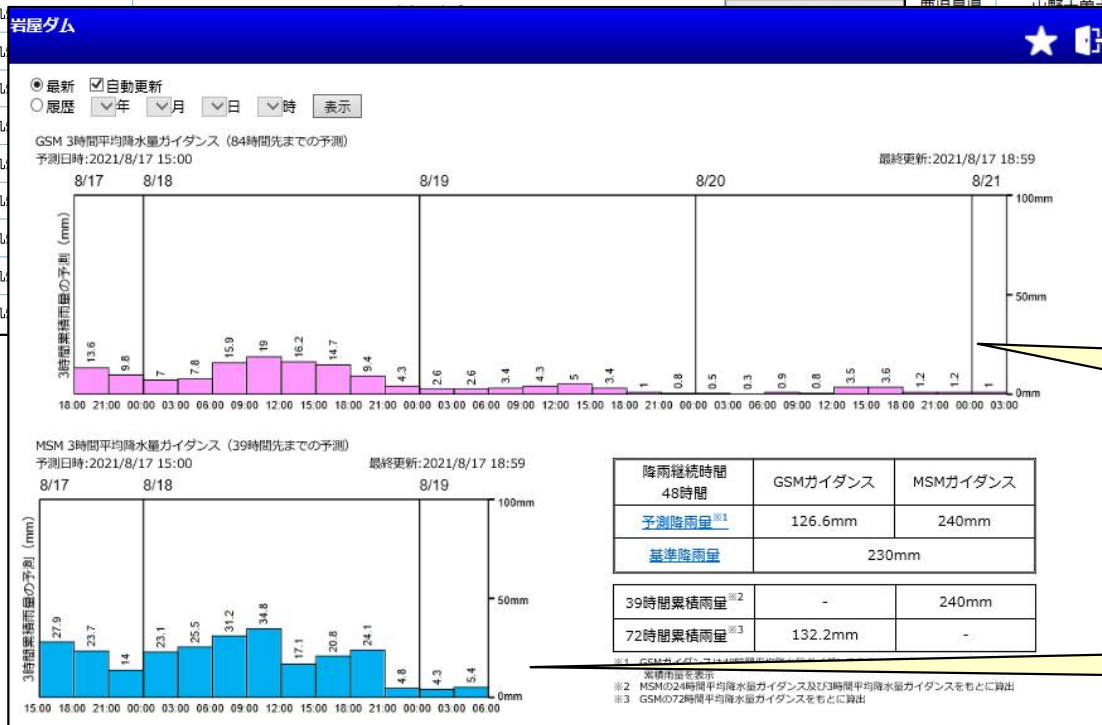 岩屋ダム
最新 自動更新
履歴 年 月 日 時 表示
GSM 3時間平均降水量ガイダンス（84時間先までの予測）
予測日時:2021/8/17 15:00 最終更新:2021/8/17 18:59
8/17 8/18 8/19 8/20 8/21
3時間累積雨量の予測（mm）
100mm
50mm
0mm
13.6 9.8 7 7.8 15.9 19 16.2 14.7 9.4 4.3 2.6 2.6 3.4 4.3 5 3.4 1 0.8 0.5 0.3 0.9 0.8 3.5 3.6 1.2 1.2 1
18:00 21:00 00:00 03:00 06:00 09:00 12:00 15:00 18:00 21:00 00:00 03:00 06:00 09:00 12:00 15:00 18:00 21:00 00:00 03:00 06:00 09:00 12:00 15:00 18:00 21:00 00:00 03:00
MSM 3時間平均降水量ガイダンス（39時間先までの予測）
予測日時:2021/8/17 15:00 最終更新:2021/8/17 18:59
8/17 8/18 8/19
3時間累積雨量の予測（mm）
100mm
50mm
0mm
27.9 23.7 14 23.1 25.5 31.2 34.8 17.1 20.8 24.1 4.8 4.3 5.4
15:00 18:00 21:00 00:00 03:00 06:00 09:00 12:00 15:00 18:00 21:00 00:00 03:00 06:00
降雨継続時間
48時間 GSMガイダンス MSMガイダンス
予測降雨量※1 126.6mm 240mm
基準降雨量 230mm
39時間累積雨量※2 - 240mm
72時間累積雨量※3 132.2mm -
※1 GSMガイダンスは48時間
累積雨量を表示
※2 MSMの24時間平均降水量ガイダンス及び3時間平均降水量ガイダンスをもとに算出
※3 GSMの72時間平均降水量ガイダンスをもとに算出